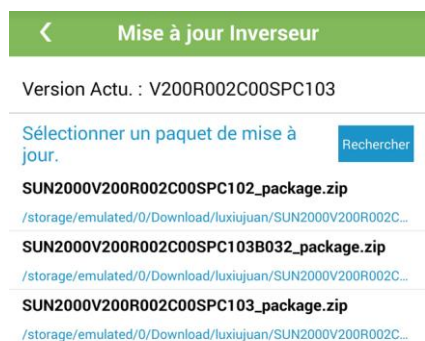 Mise à jour Inverseur
Version Actu. : V200R002C00SPC103
Sélectionner un paquet de mise à
jour.
Rechercher
SUN2000V200R002C00SPC102_package.zip
/storage/emulated/0/Download/luxiujuan/SUN2000V200R002C...
SUN2000V200R002C00SPC103B032_package.zip
/storage/emulated/0/Download/luxiujuan/SUN2000V200R002C...
SUN2000V200R002C00SPC103_package.zip
/storage/emulated/0/Download/luxiujuan/SUN2000V200R002C...